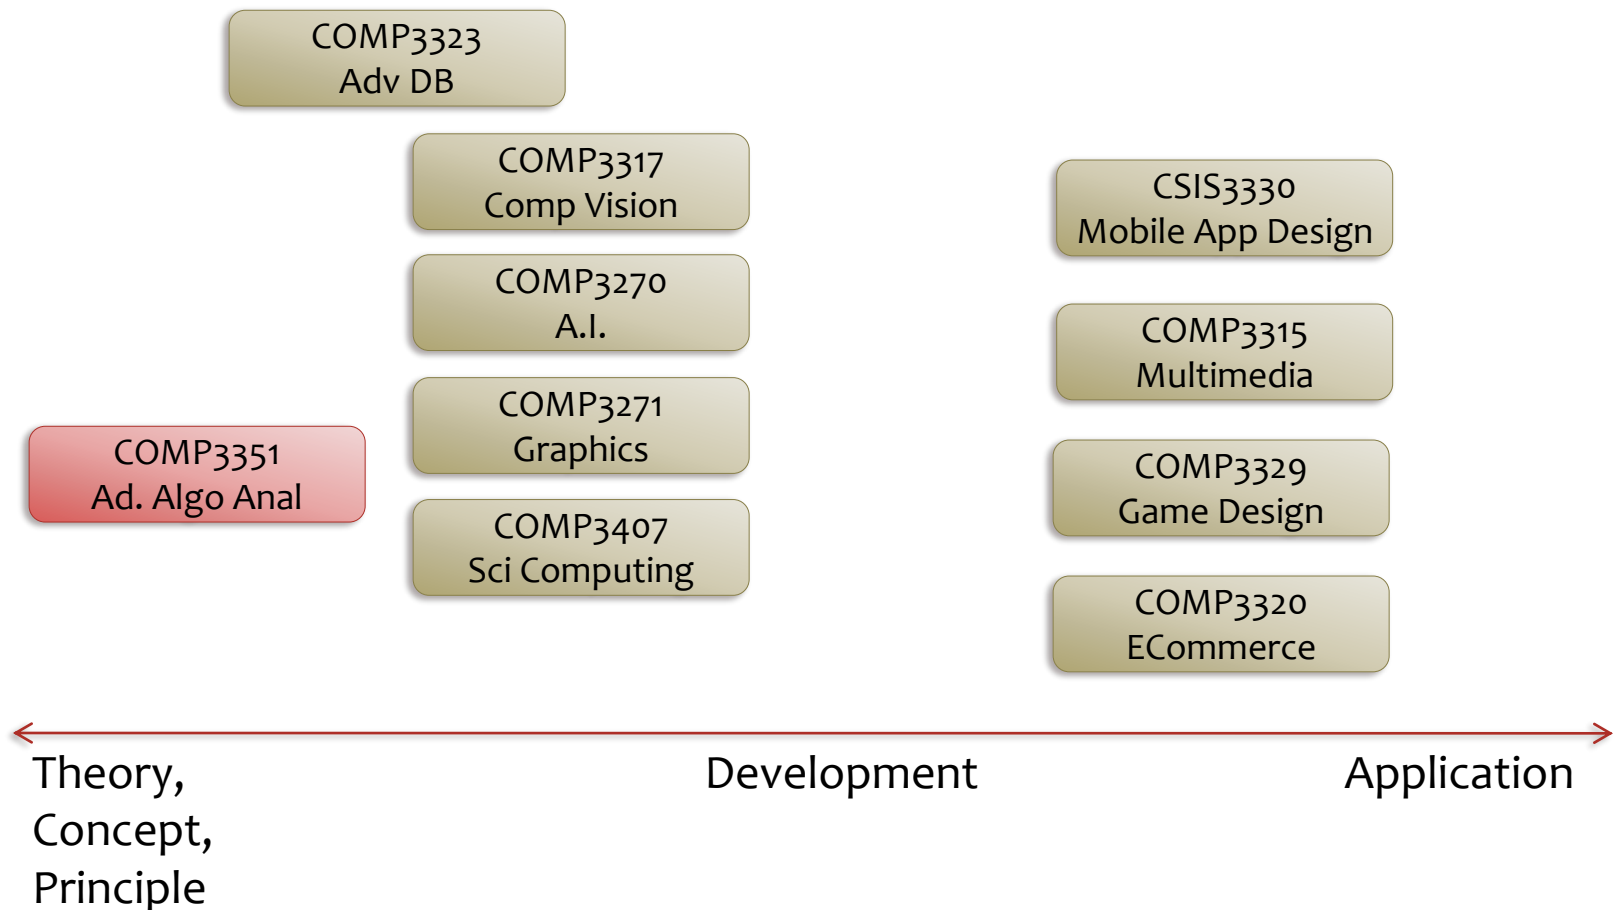 COMP3323
Adv DB
COMP3317
Comp Vision
CSIS3330
Mobile App Design
COMP3270
A.I.
COMP3315
Multimedia
COMP3271
Graphics
COMP3351
Ad. Algo Anal
COMP3329
Game Design
COMP3407
Sci Computing
COMP3320
ECommerce
Theory,
Concept,
Principle
Development
Application